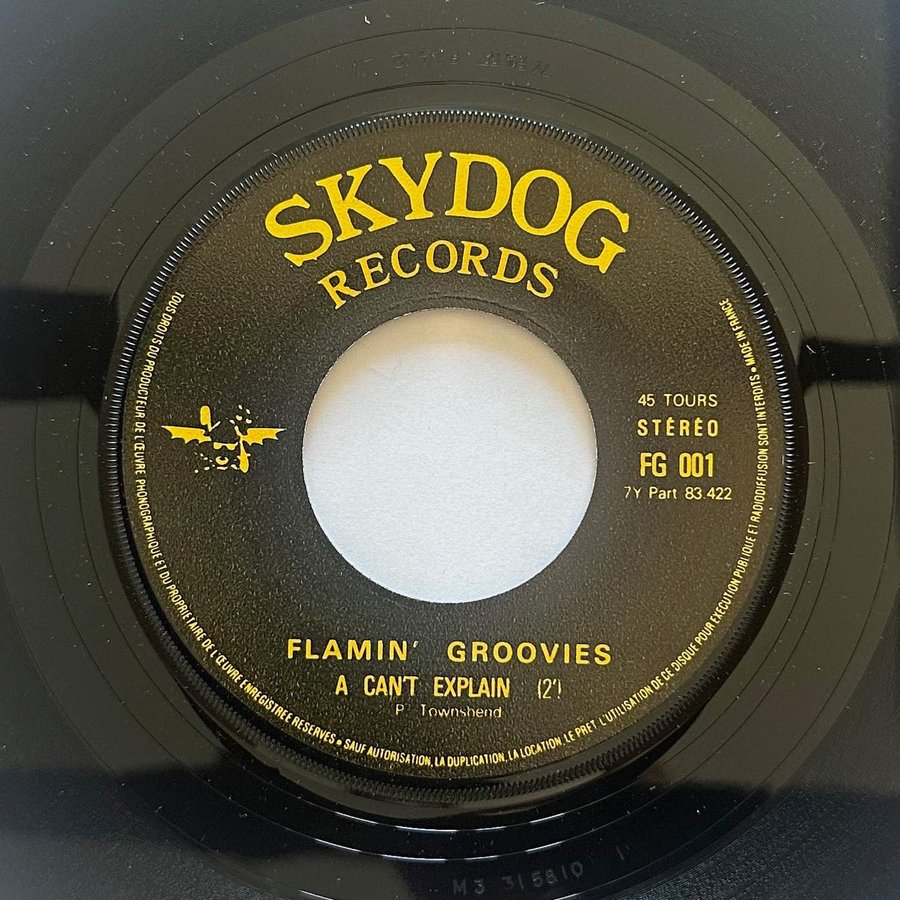 SKYDOG
RECORDS
45 TOURS
STÉRÉO
FG 001
7Y Part 83.422
FLAMIN' GROOVIES
A CAN'T EXPLAIN (2')
P. Townshend
TOUS DROITS DU PRODUCTEUR DE L'ŒUVRE PHONOGRAPHIQUE ET DU PROPRIETAIRE DE L'ŒUVRE ENREGISTREE RESERVES • SAUF AUTORISATION, LA DUPLICATION, LA LOCATION, LE PRET L'UTILISATION DE CE DISQUE POUR EXECUTION PUBLIQUE ET RADIODIFFUSION SONT INTERDITS • MADE IN FRANCE
M3 315810 1